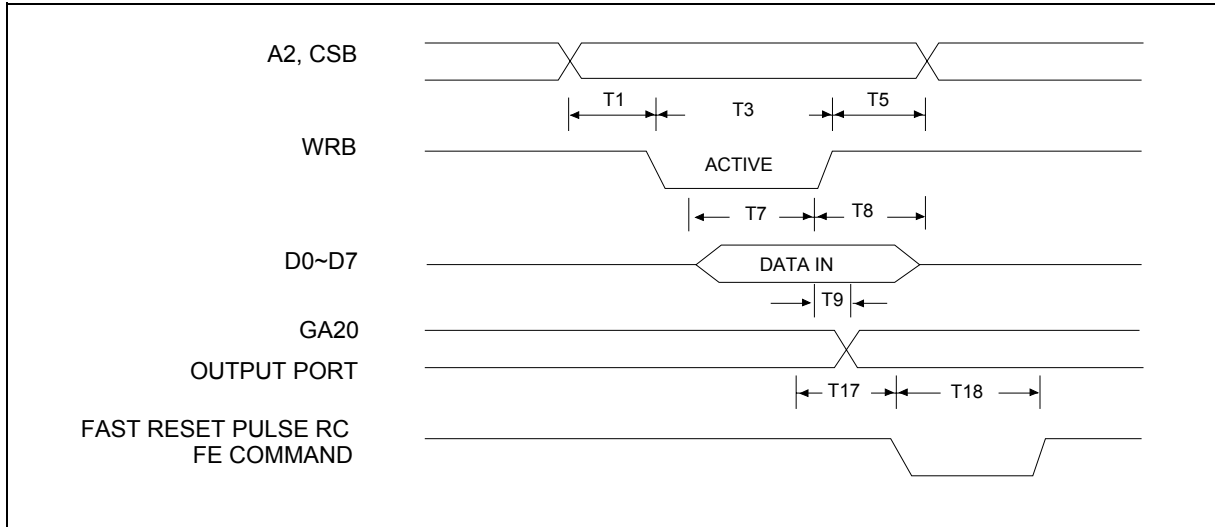 A2, CSB
T1 T3 T5
WRB
ACTIVE
T7 T8
D0~D7
DATA IN
T9
GA20
OUTPUT PORT
T17 T18
FAST RESET PULSE RC
FE COMMAND